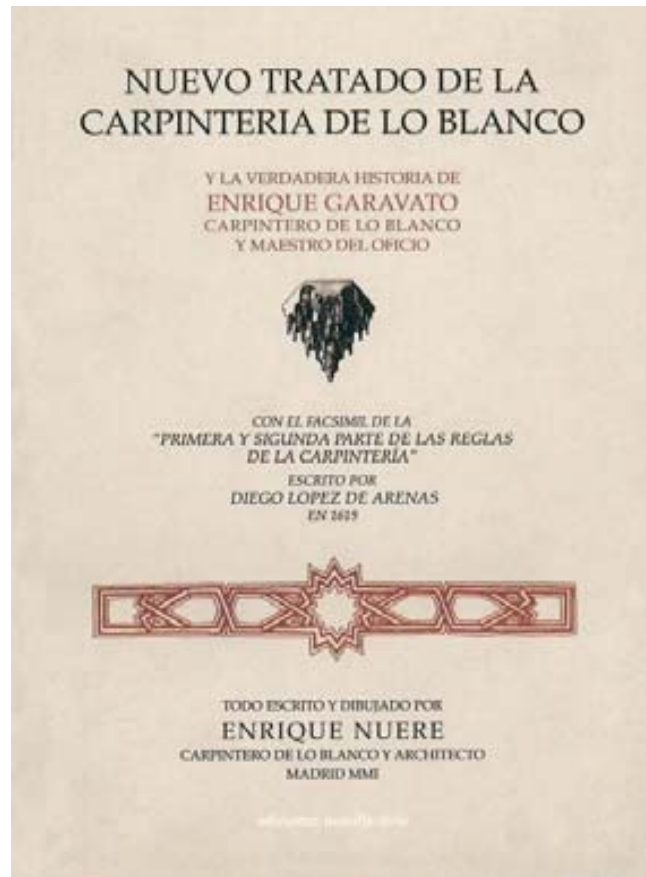 NUEVO TRATADO DE LA
CARPINTERIA DE LO BLANCO
Y LA VERDADERA HISTORIA DE
ENRIQUE GARAVATO
CARPINTERO DE LO BLANCO
Y MAESTRO DEL OFICIO
CON EL FACSIMIL DE LA
"PRIMERA Y SIGUNDA PARTE DE LAS REGLAS
DE LA CARPINTERÍA"
ESCRITO POR
DIEGO LOPEZ DE ARENAS
EN 1619
TODO ESCRITO Y DIBUJADO POR
ENRIQUE NUERE
CARPINTERO DE LO BLANCO Y ARCHITECTO
MADRID MMI